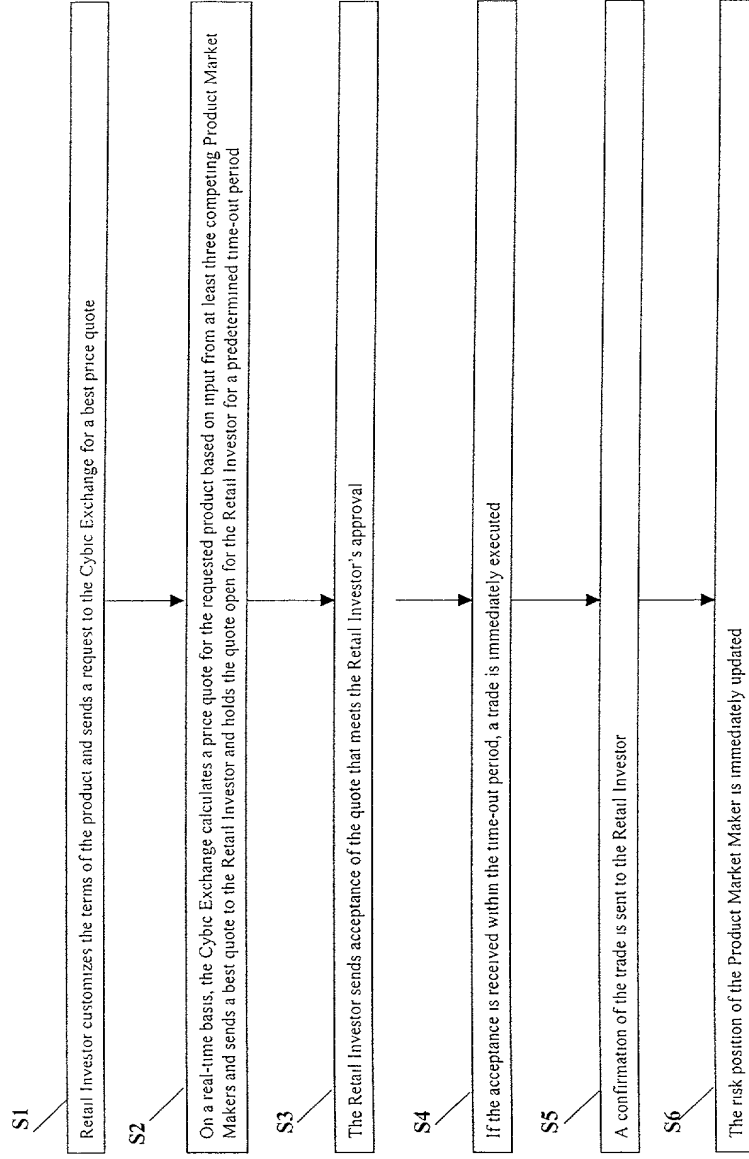 S1
Retail Investor customizes the terms of the product and sends a request to the Cybic Exchange for a best price quote
S2
On a real-time basis, the Cybic Exchange calculates a price quote for the requested product based on input from at least three competing Product Market
Makers and sends a best quote to the Retail Investor and holds the quote open for the Retail Investor for a predetermined time-out period
S3
The Retail Investor sends acceptance of the quote that meets the Retail Investor's approval
S4
If the acceptance is received within the time-out period, a trade is immediately executed
S5
A confirmation of the trade is sent to the Retail Investor
S6
The risk position of the Product Market Maker is immediately updated